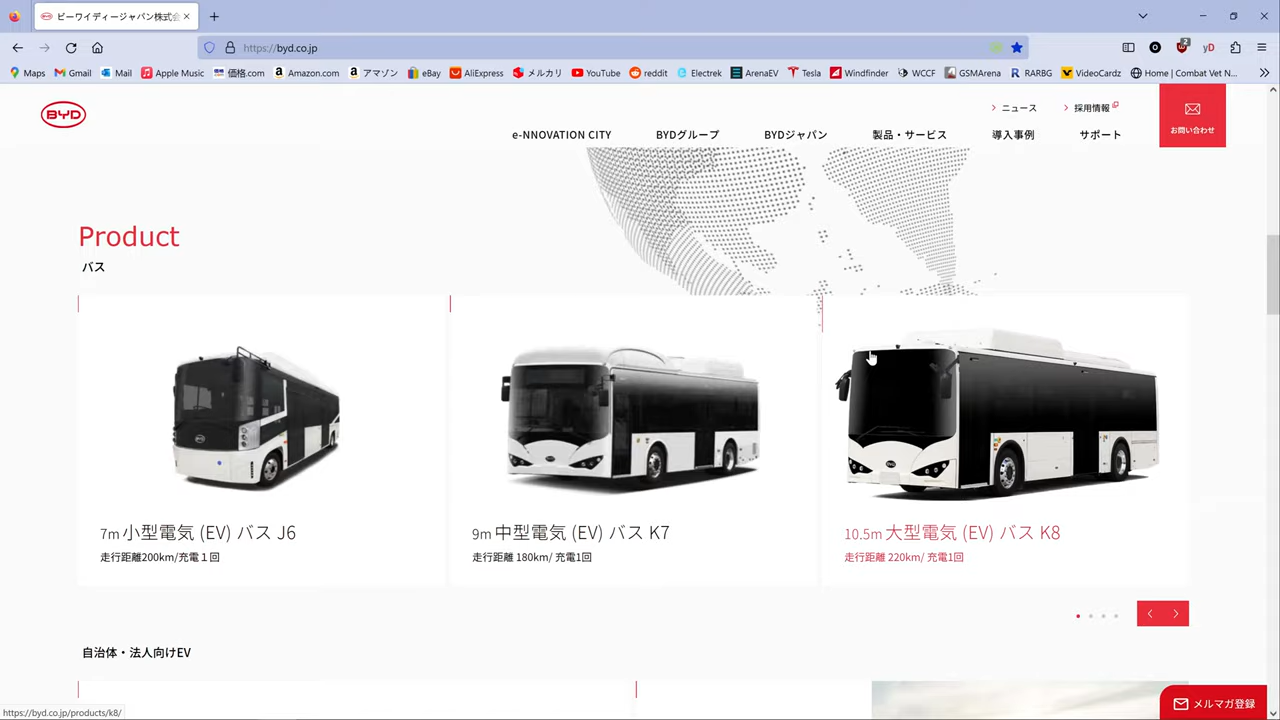 ビーワイディージャパン株式会
https://byd.co.jp
2
yD
Maps
Gmail
Mail
Apple Music
価格.com
Amazon.com
アマゾン
eBay
AliExpress
メルカリ
YouTube
reddit
Electrek
ArenaEV
Tesla
Windfinder
WCCF
GSMArena
RARBG
VideoCardz
Home | Combat Vet N...
BYD
ニュース
採用情報
お問い合わせ
e-NNOVATION CITY
BYDグループ
BYDジャパン
製品・サービス
導入事例
サポート
Product
バス
7m 小型電気 (EV) バス J6
走行距離200km/充電１回
9m 中型電気 (EV) バス K7
走行距離 180km/ 充電1回
10.5m 大型電気 (EV) バス K8
走行距離 220km/ 充電1回
自治体・法人向けEV
メルマガ登録
https://byd.co.jp/products/k8/